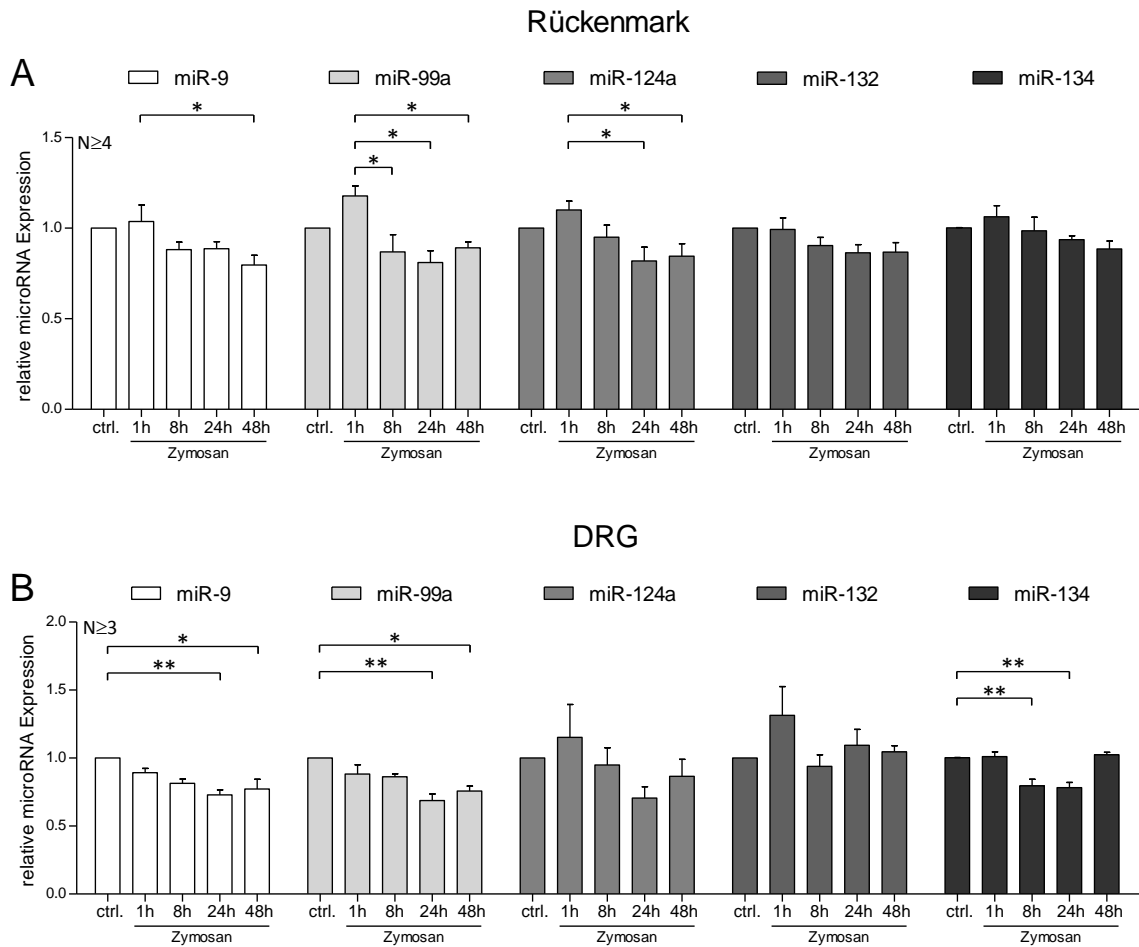 Rückenmark
A
miR-9 miR-99a miR-124a miR-132 miR-134
* * * * * *
N≥4
relative microRNA Expression
1.5
1.0
0.5
0.0
ctrl. 1h 8h 24h 48h ctrl. 1h 8h 24h 48h ctrl. 1h 8h 24h 48h ctrl. 1h 8h 24h 48h ctrl. 1h 8h 24h 48h
Zymosan Zymosan Zymosan Zymosan Zymosan
DRG
B
miR-9 miR-99a miR-124a miR-132 miR-134
N≥3
* ** * ** ** **
relative microRNA Expression
2.0
1.5
1.0
0.5
0.0
ctrl. 1h 8h 24h 48h ctrl. 1h 8h 24h 48h ctrl. 1h 8h 24h 48h ctrl. 1h 8h 24h 48h ctrl. 1h 8h 24h 48h
Zymosan Zymosan Zymosan Zymosan Zymosan